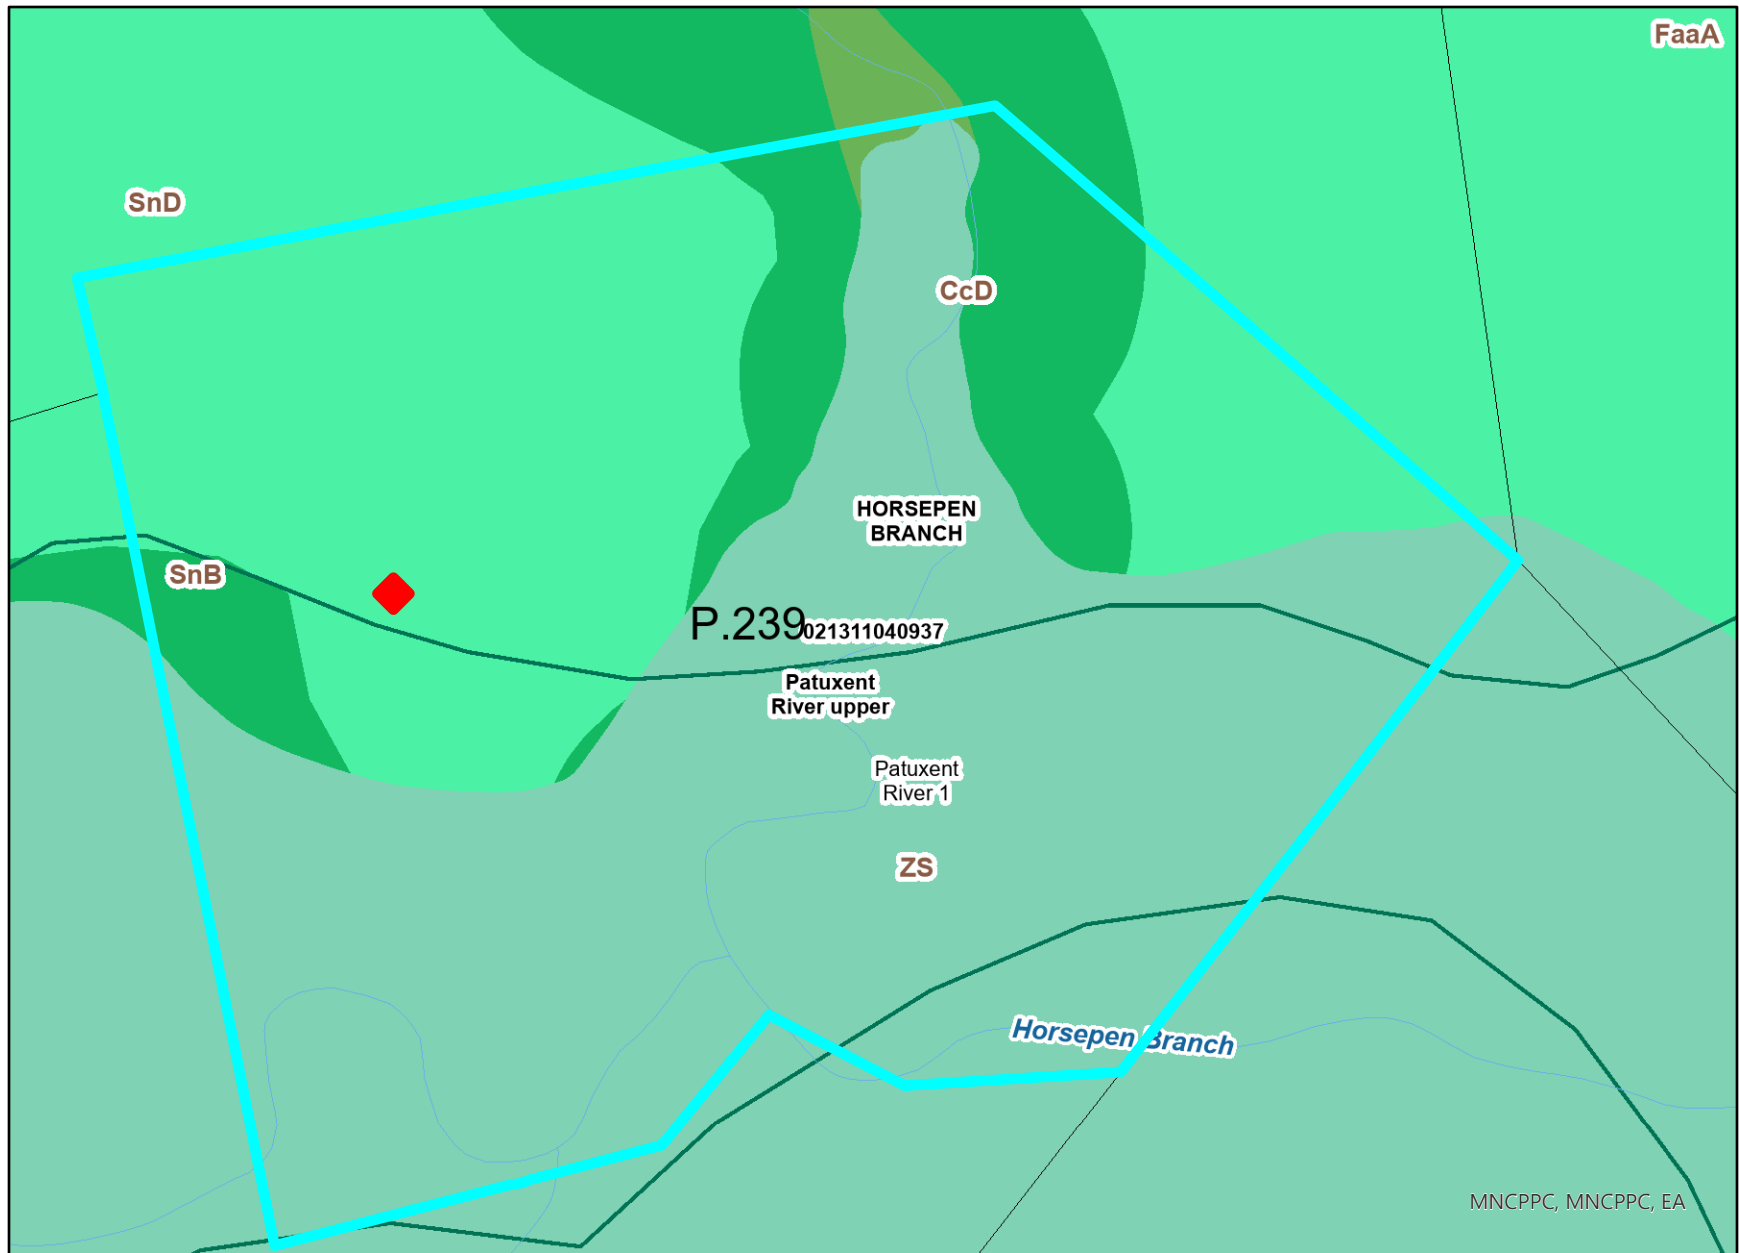 FaaA
SnD
CcD
HORSEPEN
BRANCH
SnB
P.239
021311040937
Patuxent
River upper
Patuxent
River 1
ZS
Horsepen Branch
MNCPPC, MNCPPC, EA